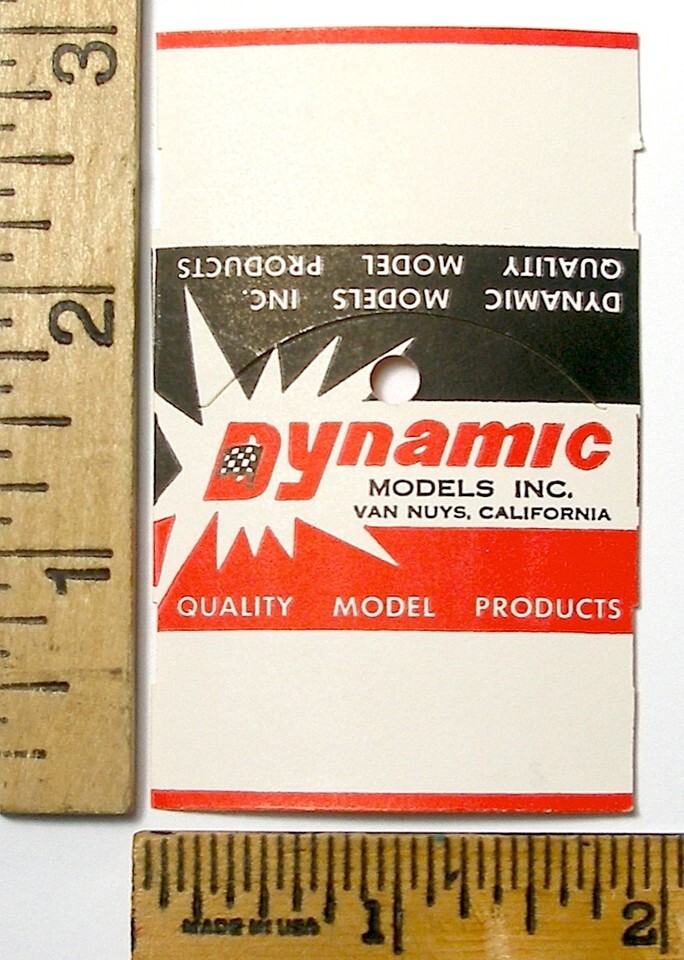 3
QUALITY MODEL PRODUCTS
DYNAMIC MODELS INC.
2
Dynamic
MODELS INC.
VAN NUYS, CALIFORNIA
1
QUALITY MODEL PRODUCTS
1 2
MADE IN USA